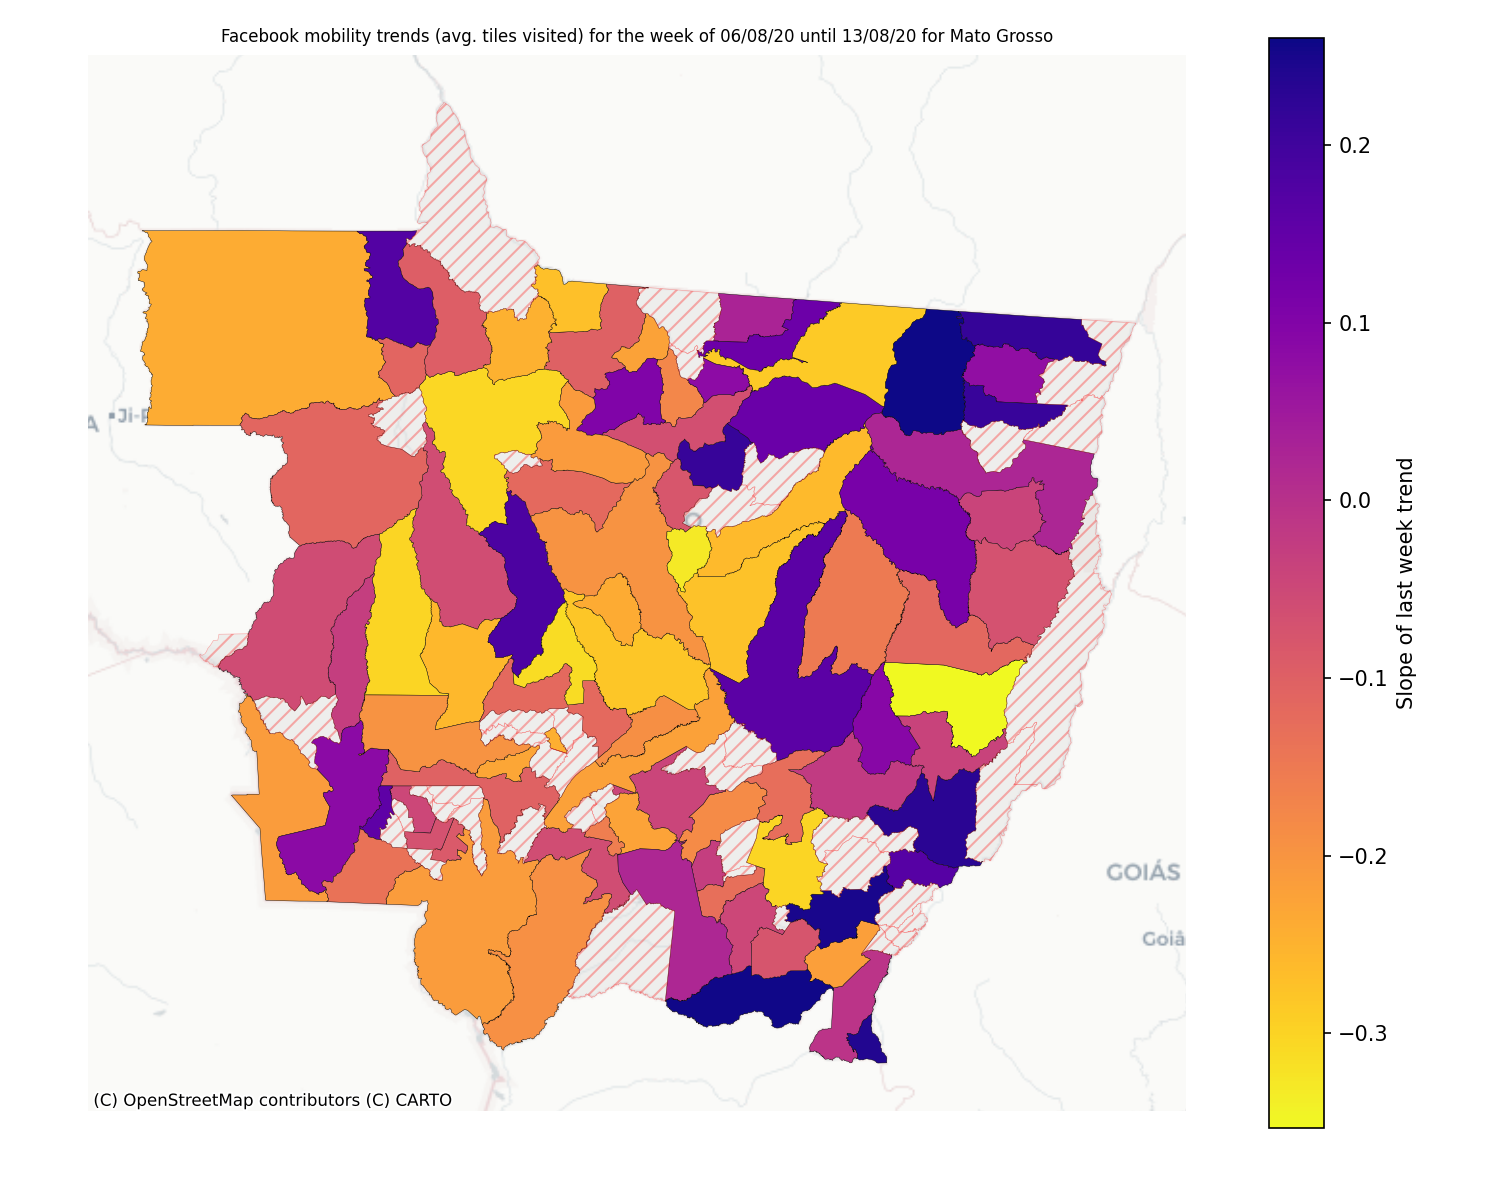 Facebook mobility trends (avg. tiles visited) for the week of 06/08/20 until 13/08/20 for Mato Grosso
0.2
0.1
0.0
−0.1
−0.2
−0.3
Slope of last week trend
GOIÁS
(C) OpenStreetMap contributors (C) CARTO